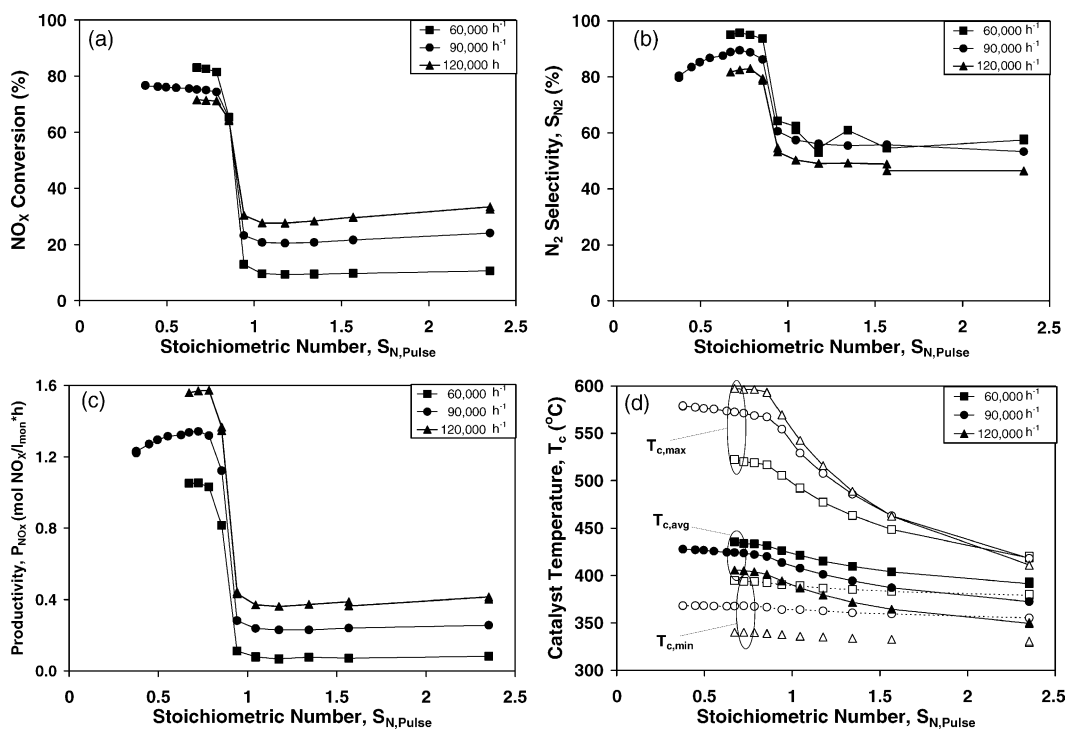 (a)
60,000 h-1
90,000 h-1
120,000 h
NOX Conversion (%)
100
80
60
40
20
0
0 0.5 1 1.5 2 2.5
Stoichiometric Number, SN,Pulse
(b)
60,000 h-1
90,000 h-1
120,000 h-1
N2 Selectivity, SN2 (%)
100
80
60
40
20
0
0 0.5 1 1.5 2 2.5
Stoichiometric Number, SN,Pulse
(c)
60,000 h-1
90,000 h-1
120,000 h-1
Productivity, PNOx (mol NOX/lmon*h)
1.6
1.2
0.8
0.4
0.0
0 0.5 1 1.5 2 2.5
Stoichiometric Number, SN,Pulse
(d)
60,000 h-1
90,000 h-1
120,000 h-1
Catalyst Temperature, Tc (oC)
600
550
500
450
400
350
300
Tc,max
Tc,avg
Tc,min
0 0.5 1 1.5 2 2.5
Stoichiometric Number, SN,Pulse